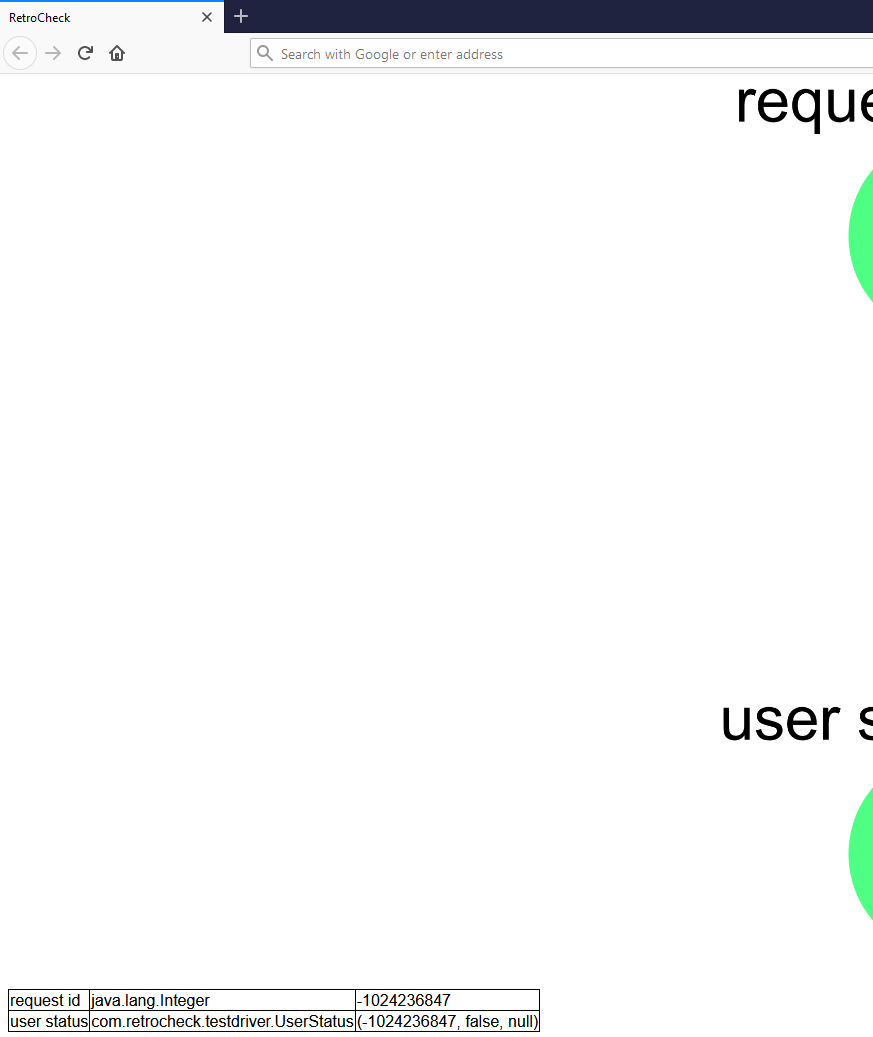 RetroCheck
Search with Google or enter address
user
request id java.lang.Integer -1024236847
user status com.retrocheck.testdriver.UserStatus (-1024236847, false, null)